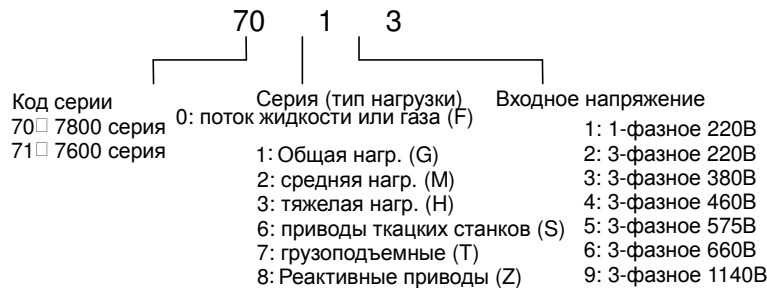 70 1 3
Код серии
70□ 7800 серия
71□ 7600 серия
Серия (тип нагрузки)
0: поток жидкости или газа (F)
1: Общая нагр. (G)
2: средняя нагр. (M)
3: тяжелая нагр. (H)
6: приводы ткацких станков (S)
7: грузоподъемные (T)
8: Реактивные приводы (Z)
Входное напряжение
1: 1-фазное 220В
2: 3-фазное 220В
3: 3-фазное 380В
4: 3-фазное 460В
5: 3-фазное 575В
6: 3-фазное 660В
9: 3-фазное 1140В